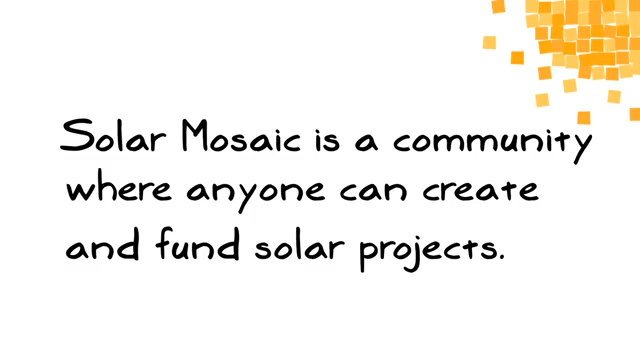 Solar Mosaic is a community
where anyone can create
and fund solar projects.